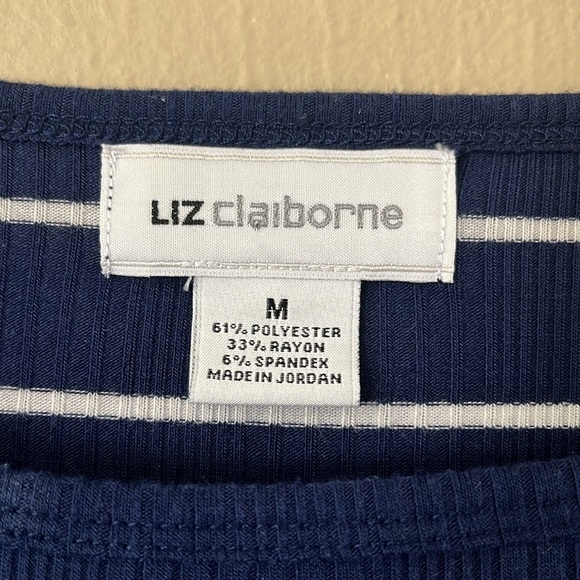 LIZ claiborne
M
61% POLYESTER
33% RAYON
6% SPANDEX
MADE IN JORDAN